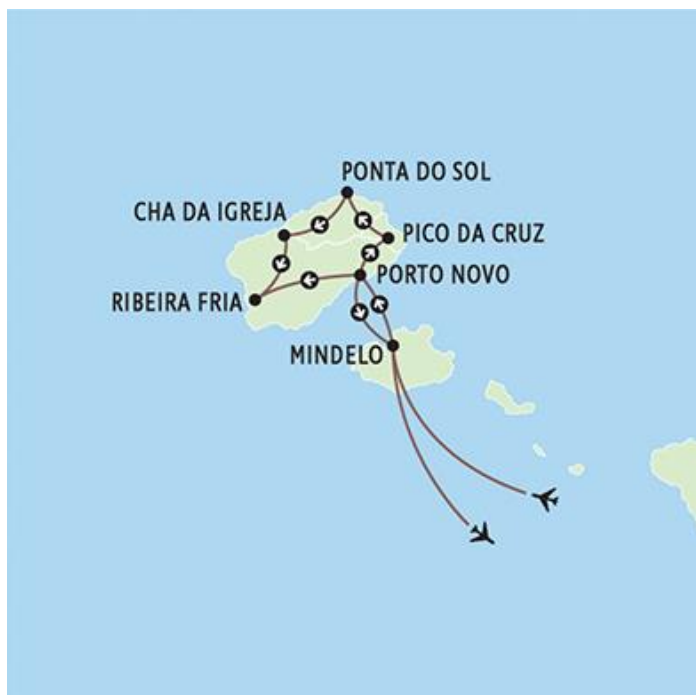 PONTA DO SOL
CHA DA IGREJA
PICO DA CRUZ
PORTO NOVO
RIBEIRA FRIA
MINDELO